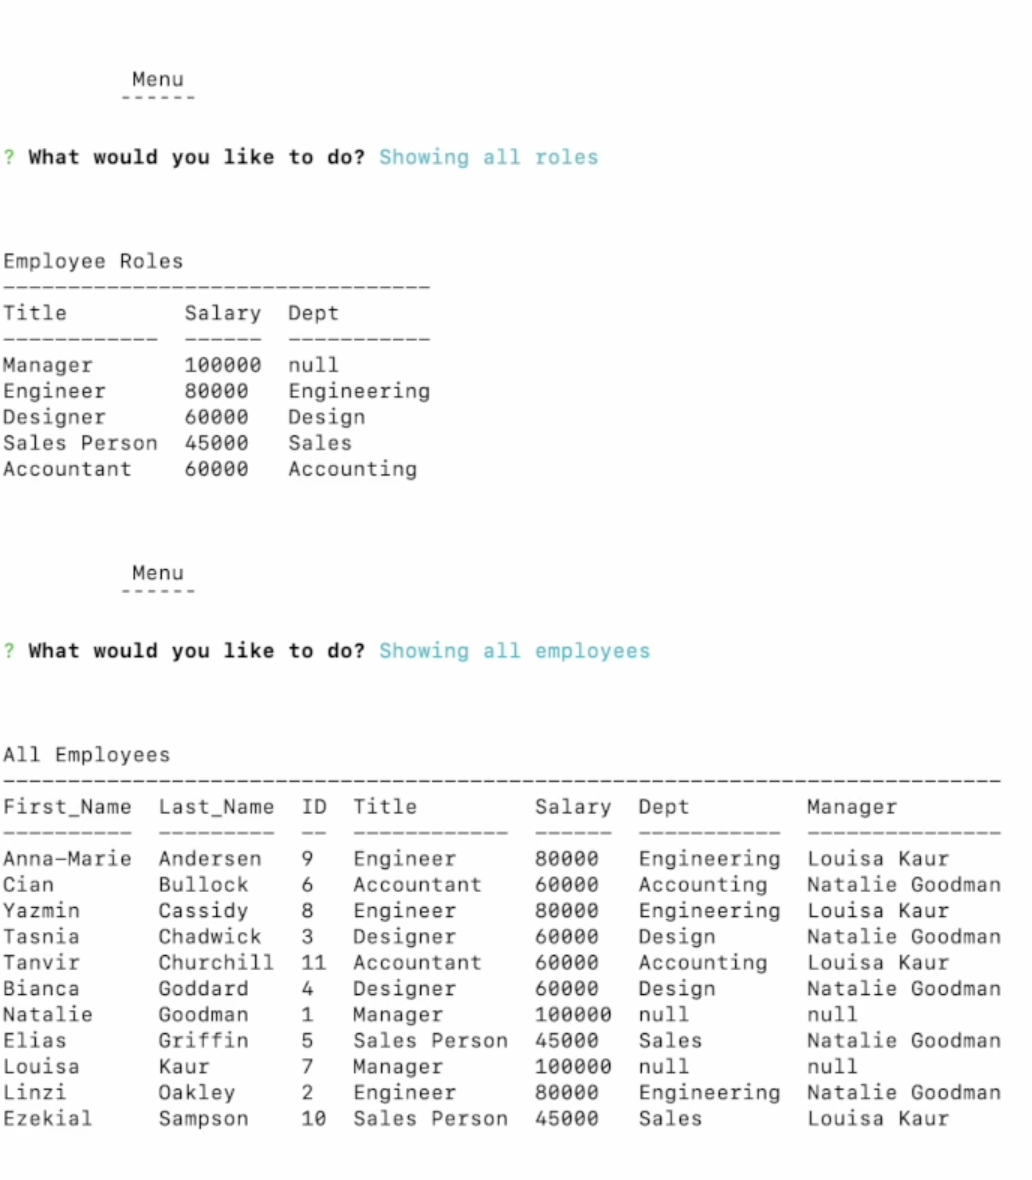 Menu
------
? What would you like to do? Showing all roles
Employee Roles
---------------------------------
Title         Salary  Dept
------------  ------  -----------
Manager       100000  null
Engineer      80000   Engineering
Designer      60000   Design
Sales Person  45000   Sales
Accountant    60000   Accounting
Menu
------
? What would you like to do? Showing all employees
All Employees
-----------------------------------------------------------------------------
First_Name  Last_Name  ID  Title         Salary  Dept         Manager
----------  ---------  --  ------------  ------  -----------  ---------------
Anna-Marie  Andersen   9   Engineer      80000   Engineering  Louisa Kaur
Cian        Bullock    6   Accountant    60000   Accounting   Natalie Goodman
Yazmin      Cassidy    8   Engineer      80000   Engineering  Louisa Kaur
Tasnia      Chadwick   3   Designer      60000   Design       Natalie Goodman
Tanvir      Churchill  11  Accountant    60000   Accounting   Louisa Kaur
Bianca      Goddard    4   Designer      60000   Design       Natalie Goodman
Natalie     Goodman    1   Manager       100000  null         null
Elias       Griffin    5   Sales Person  45000   Sales        Natalie Goodman
Louisa      Kaur       7   Manager       100000  null         null
Linzi       Oakley     2   Engineer      80000   Engineering  Natalie Goodman
Ezekial     Sampson    10  Sales Person  45000   Sales        Louisa Kaur